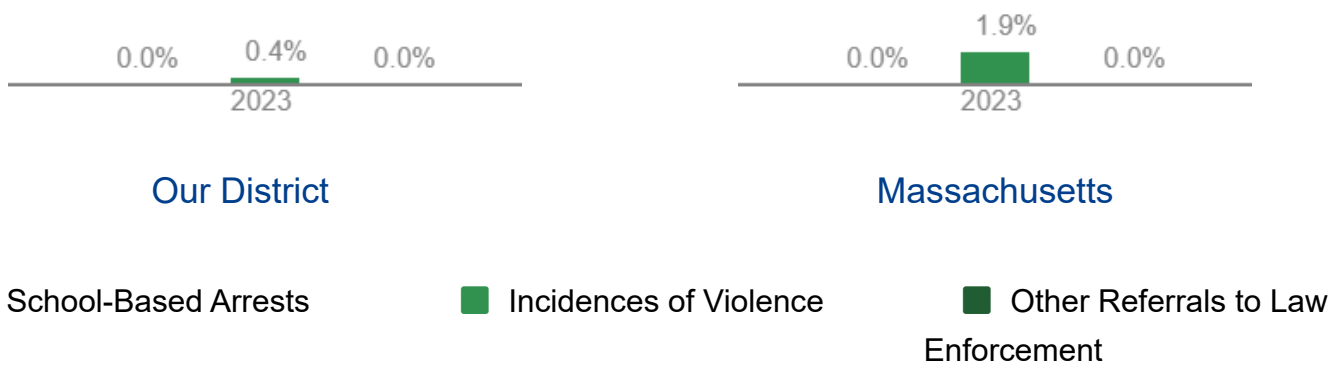 0.0% 0.4% 0.0%
2023
Our District
0.0% 1.9% 0.0%
2023
Massachusetts
School-Based Arrests
Incidences of Violence
Other Referrals to Law
Enforcement